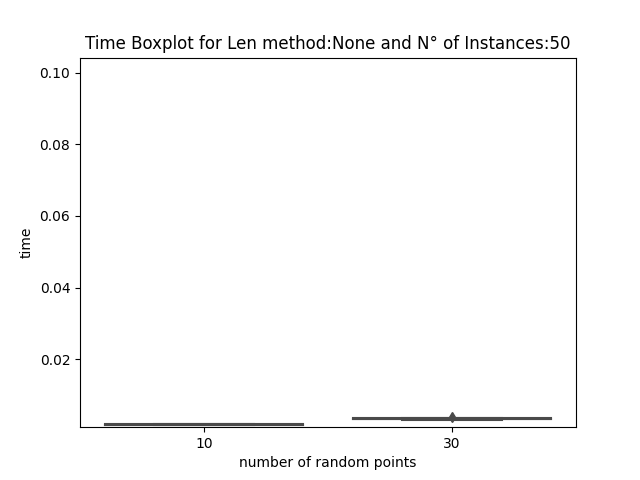 Time Boxplot for Len method:None and N° of Instances:50
0.10
0.08
0.06
0.04
0.02
time
10 30
number of random points